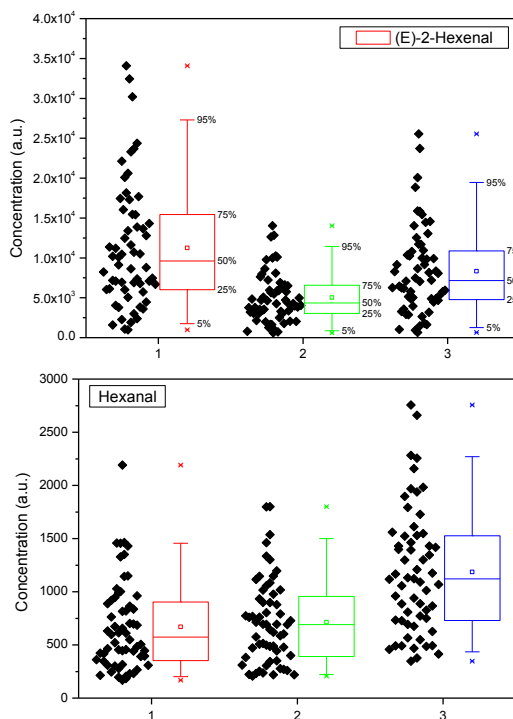 4.0x10⁴
(E)-2-Hexenal
3.5x10⁴
3.0x10⁴
95%
2.5x10⁴
2.0x10⁴
95%
75%
1.5x10⁴
95%
50%
75%
1.0x10⁴
75%
50%
25%
50%
5.0x10³
25%
25%
5%
5%
5%
0.0
1
2
3
Concentration (a.u.)
3000
Hexanal
2500
2000
1500
1000
500
0
1
2
3
Concentration (a.u.)